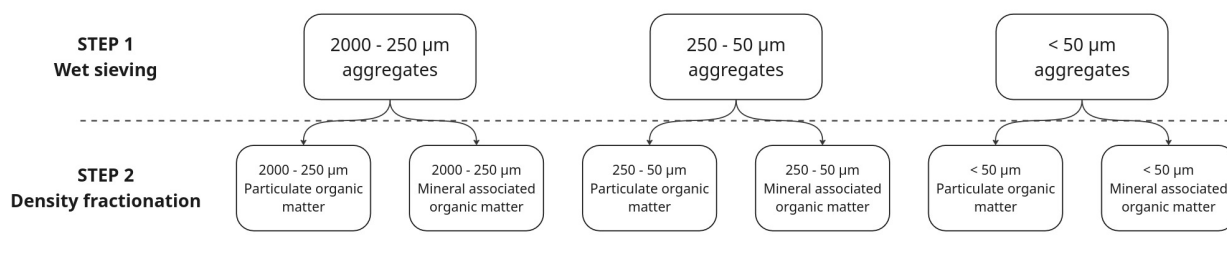 STEP 1
Wet sieving
2000 - 250 µm
aggregates
250 - 50 µm
aggregates
< 50 µm
aggregates
STEP 2
Density fractionation
2000 - 250 µm
Particulate organic
matter
2000 - 250 µm
Mineral associated
organic matter
250 - 50 µm
Particulate organic
matter
250 - 50 µm
Mineral associated
organic matter
< 50 µm
Particulate organic
matter
< 50 µm
Mineral associated
organic matter